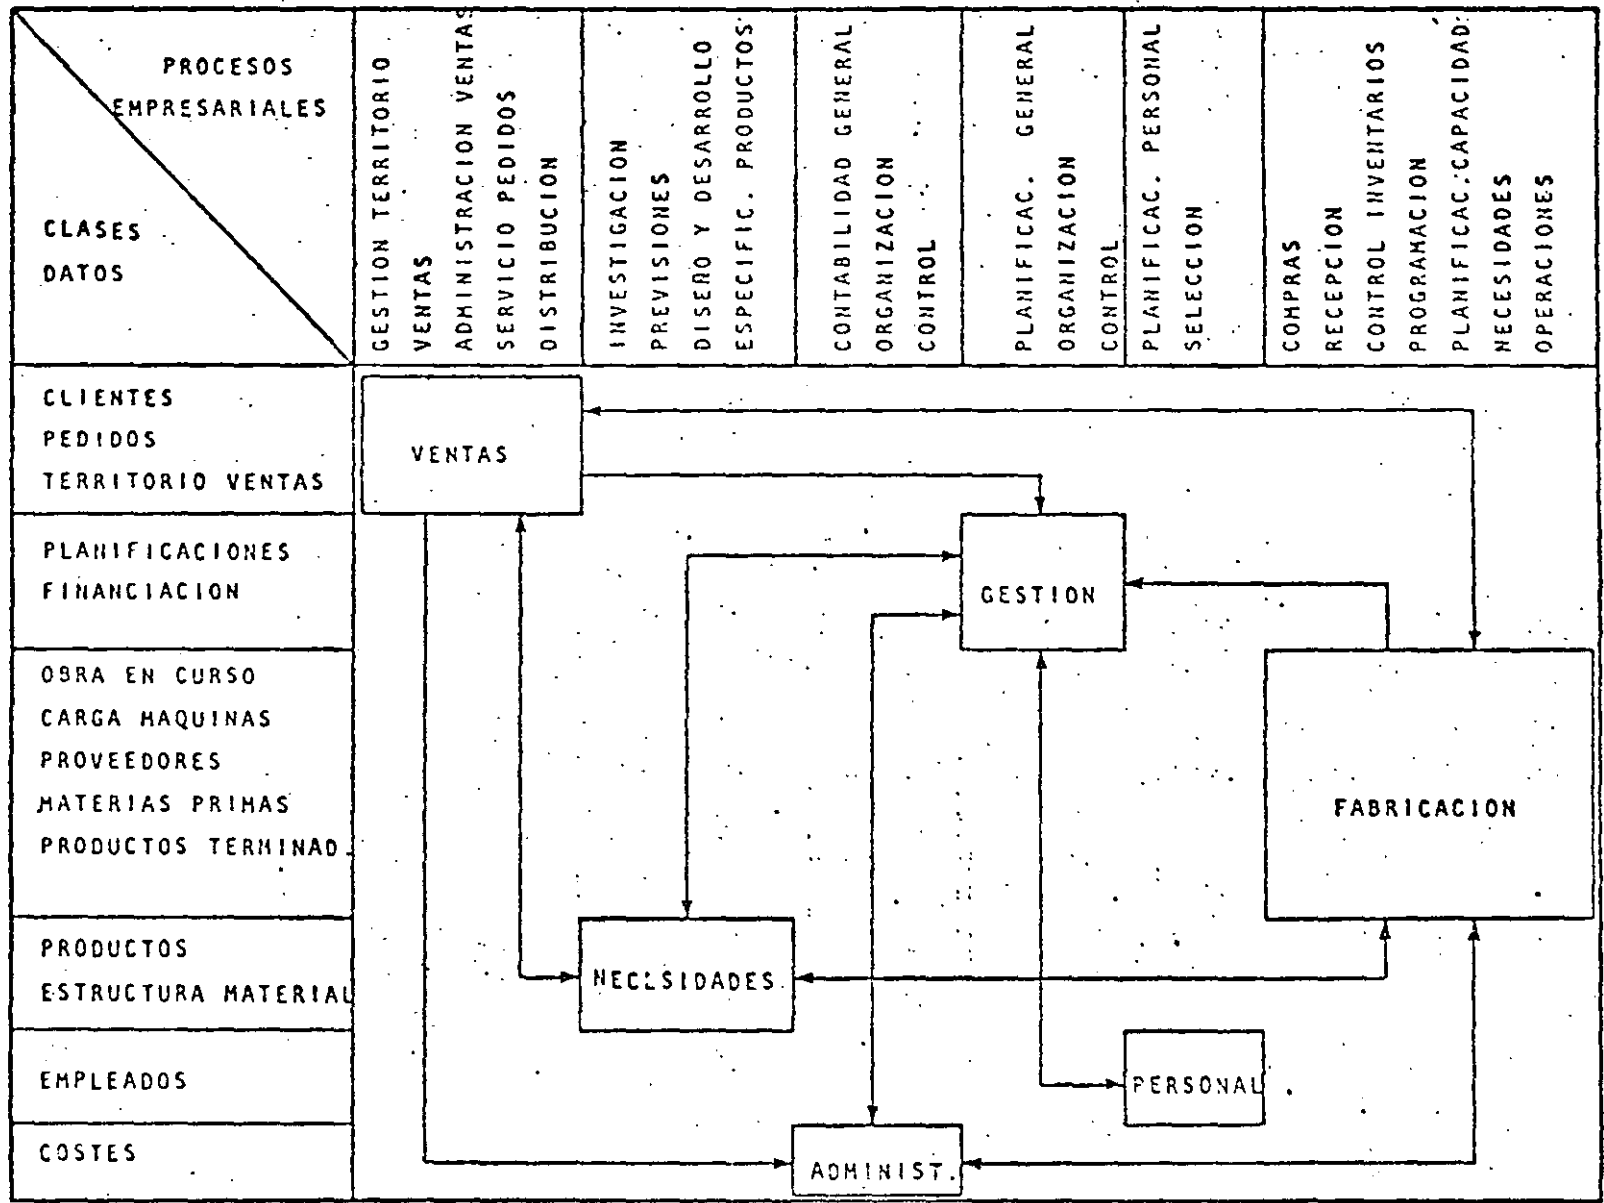 PROCESOS
EMPRESARIALES
CLASES
DATOS
GESTION TERRITORIO
VENTAS
ADMINISTRACION VENTAS
SERVICIO PEDIDOS
DISTRIBUCION
INVESTIGACION
PREVISIONES
DISEÑO Y DESARROLLO
ESPECIFIC. PRODUCTOS
CONTABILIDAD GENERAL
ORGANIZACION
CONTROL
PLANIFICAC. GENERAL
ORGANIZACION
CONTROL
PLANIFICAC. PERSONAL
SELECCION
COMPRAS
RECEPCION
CONTROL INVENTARIOS
PROGRAMACION
PLANIFICAC. CAPACIDAD
NECESIDADES
OPERACIONES
CLIENTES
PEDIDOS
TERRITORIO VENTAS
VENTAS
PLANIFICACIONES
FINANCIACION
GESTION
OBRA EN CURSO
CARGA MAQUINAS
PROVEEDORES
MATERIAS PRIMAS
PRODUCTOS TERMINAD.
FABRICACION
PRODUCTOS
ESTRUCTURA MATERIAL
NECESIDADES
EMPLEADOS
PERSONAL
COSTES
ADMINIST.